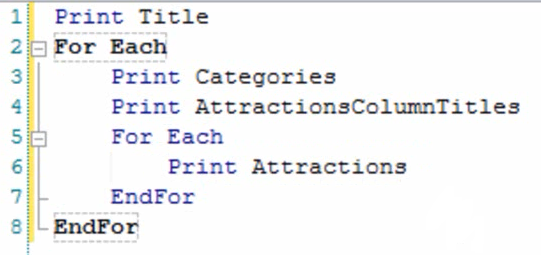 1 Print Title
2 For Each
3 Print Categories
4 Print AttractionsColumnTitles
5 For Each
6 Print Attractions
7 EndFor
8 EndFor